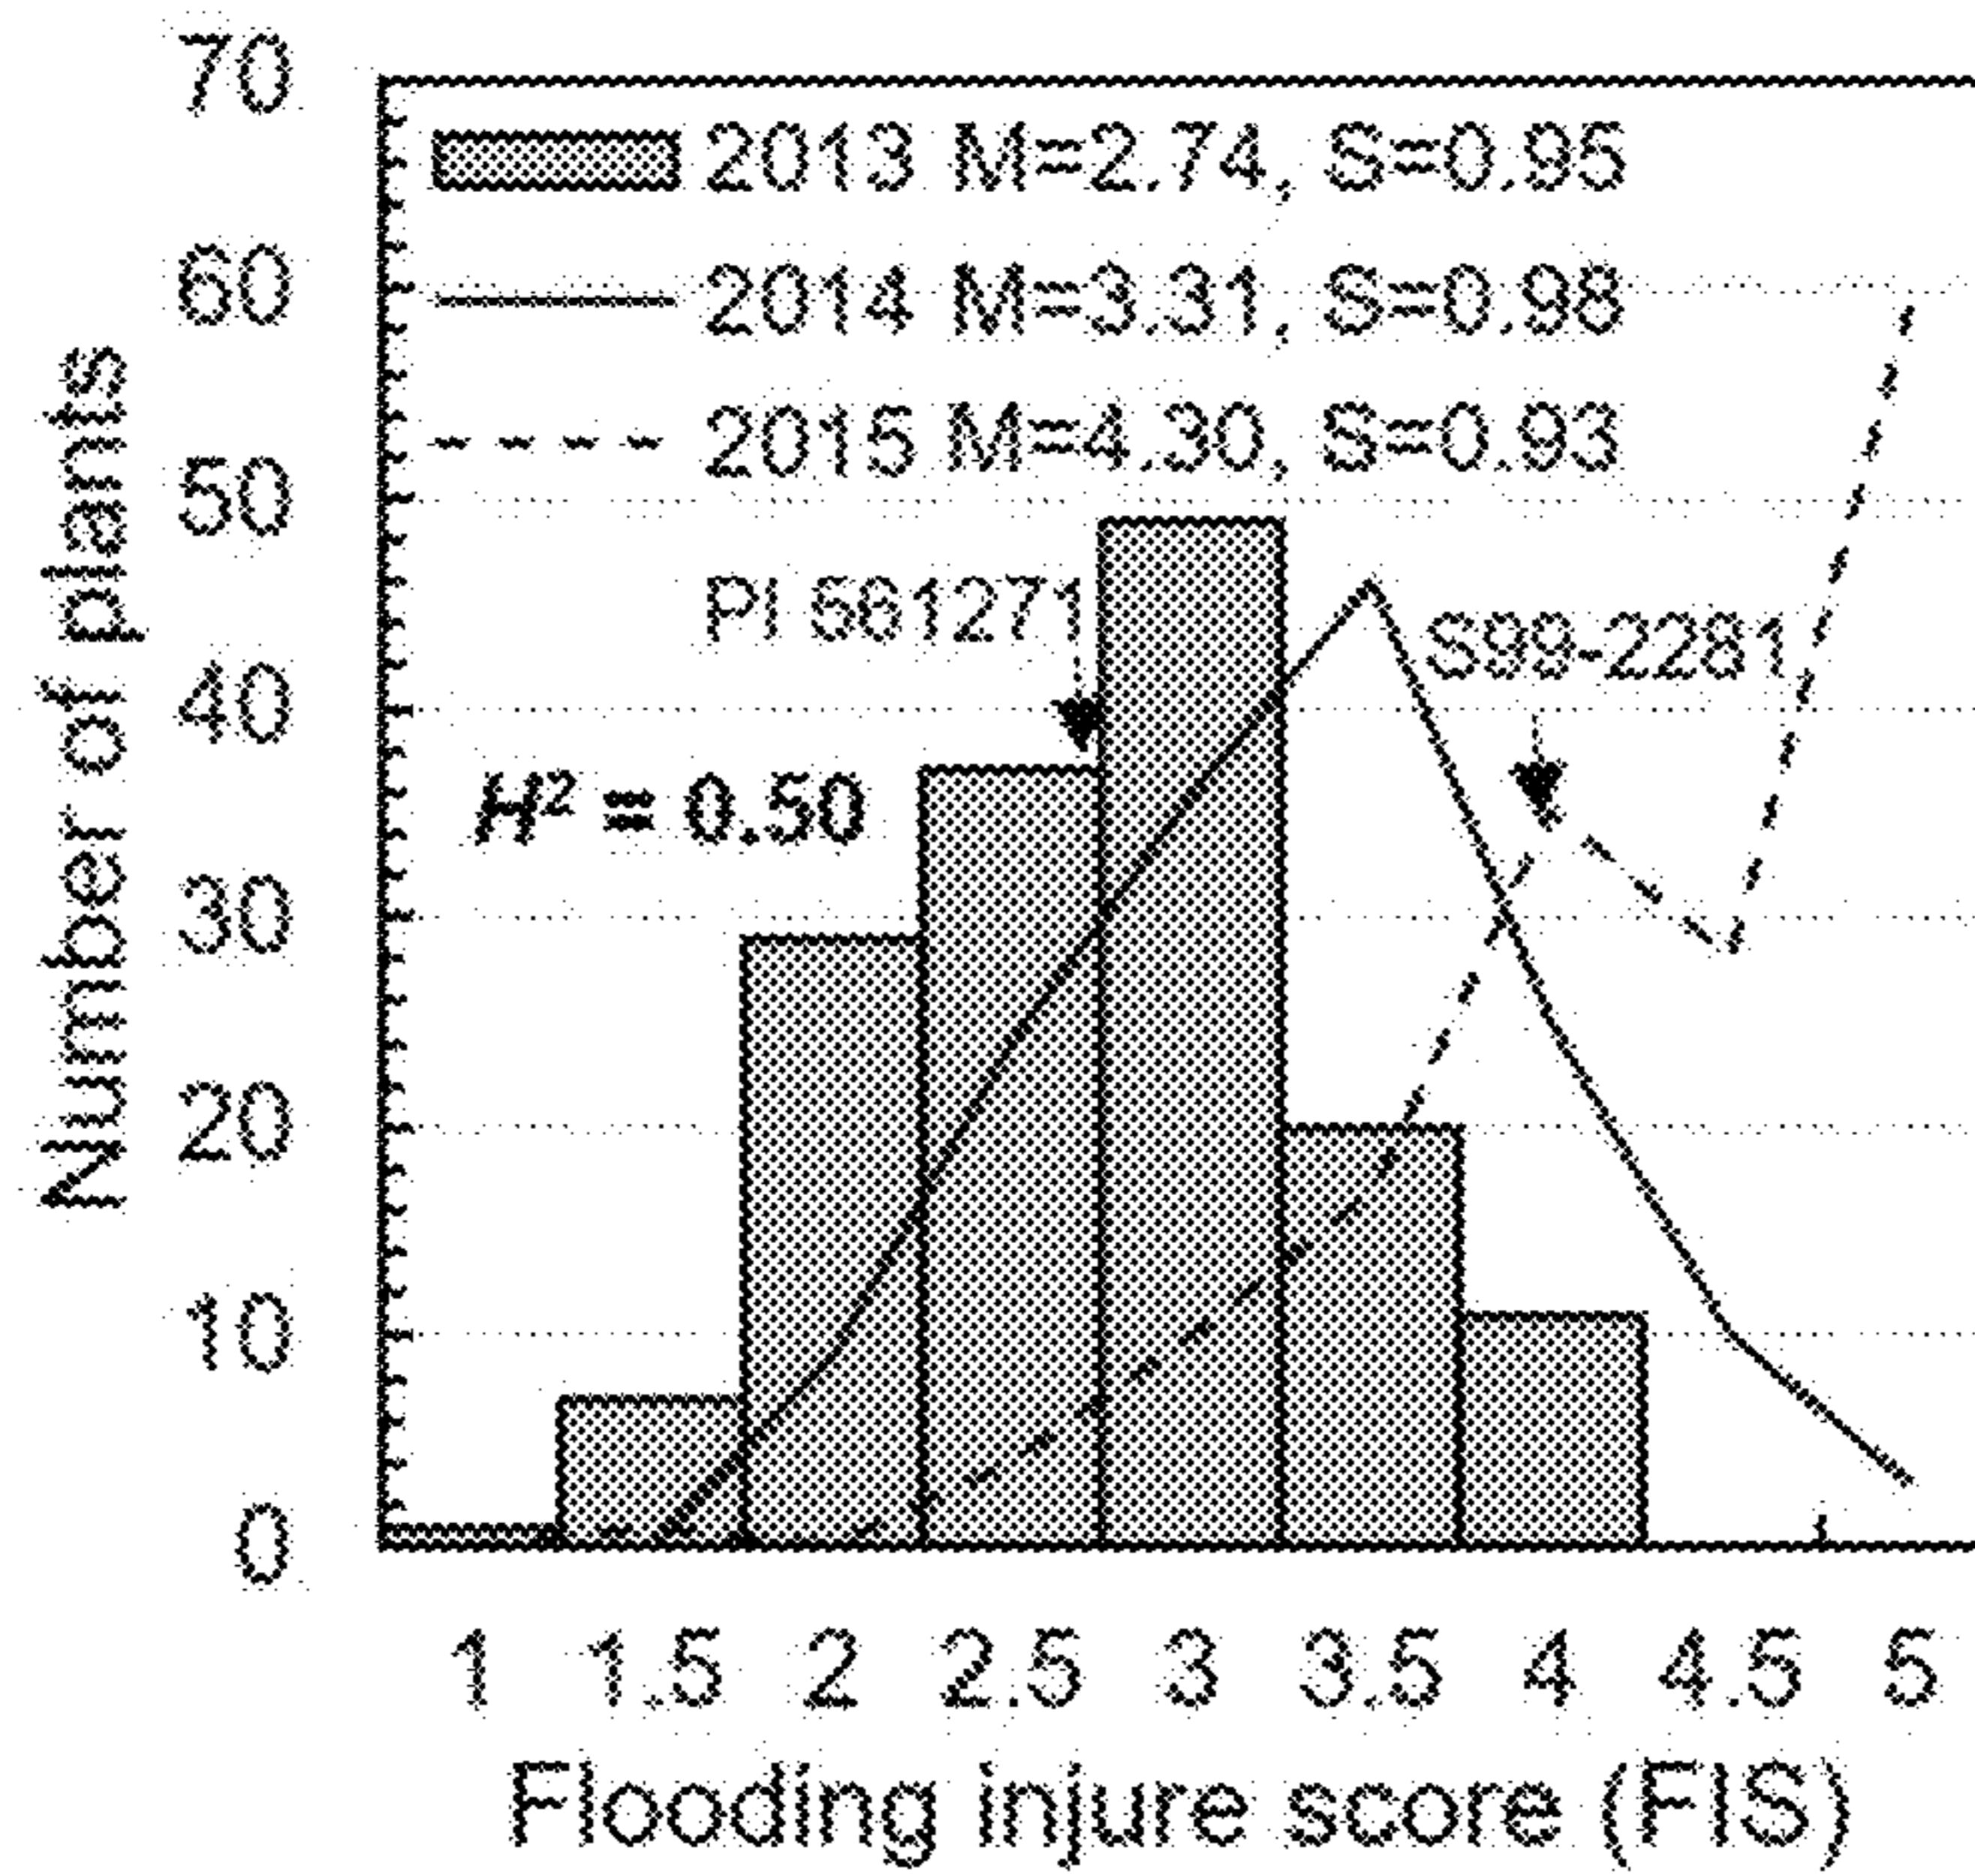 70
60
50
40
30
20
10
0
Number of plants
2013 M=2.74, S=0.95
2014 M=3.31, S=0.98
2015 M=4.30, S=0.93
PI 561271
S99-2281
H² = 0.50
1 1.5 2 2.5 3 3.5 4 4.5 5
Flooding injure score (FIS)